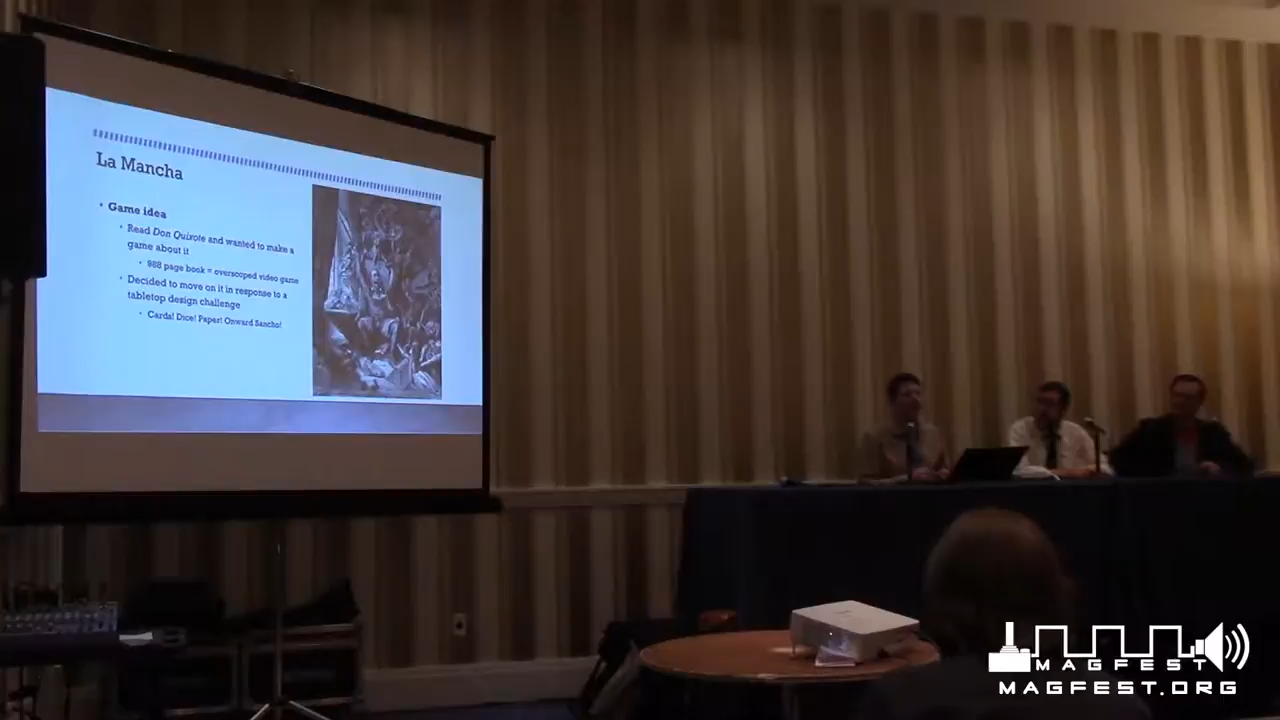 La Mancha
• Game idea
• Read Don Quixote and wanted to make a
game about it
• 988 page book = overscoped video game
• Decided to move on it in response to a
tabletop design challenge
• Cards! Dice! Paper! Onward Sancho!
MAGFEST
MAGFEST.ORG